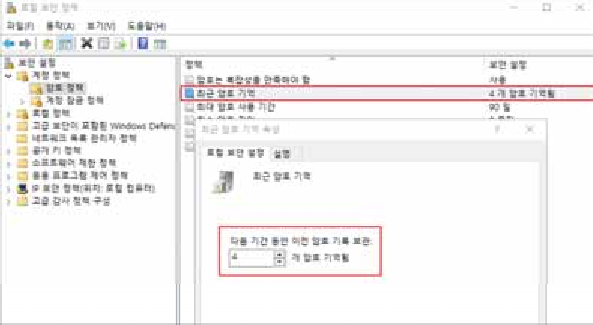 로컬 보안 정책
파일(F) 동작(A) 보기(V) 도움말(H)
보안 설정
계정 정책
암호 정책
계정 잠금 정책
로컬 정책
고급 보안이 포함된 Windows Defenc
네트워크 목록 관리자 정책
공개 키 정책
소프트웨어 제한 정책
응용 프로그램 제어 정책
IP 보안 정책(위치: 로컬 컴퓨터)
고급 감사 정책 구성
정책 보안 설정
암호는 복잡성을 만족해야 함 사용
최근 암호 기억 4 개 암호 기억됨
최대 암호 사용 기간 90 일
최근 암호 기억 속성 ?
로컬 보안 설정 설명
최근 암호 기억
다음 기간 동안 이전 암호 기록 보관:
4 개 암호 기억됨